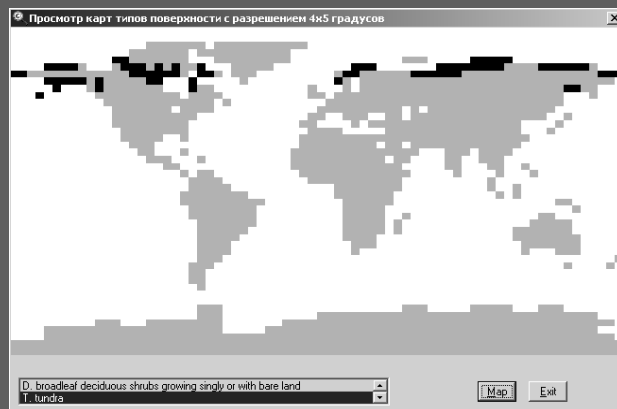 Просмотр карт типов поверхности с разрешением 4x5 градусов
D. broadleaf deciduous shrubs growing singly or with bare land
T. tundra
Map
Exit